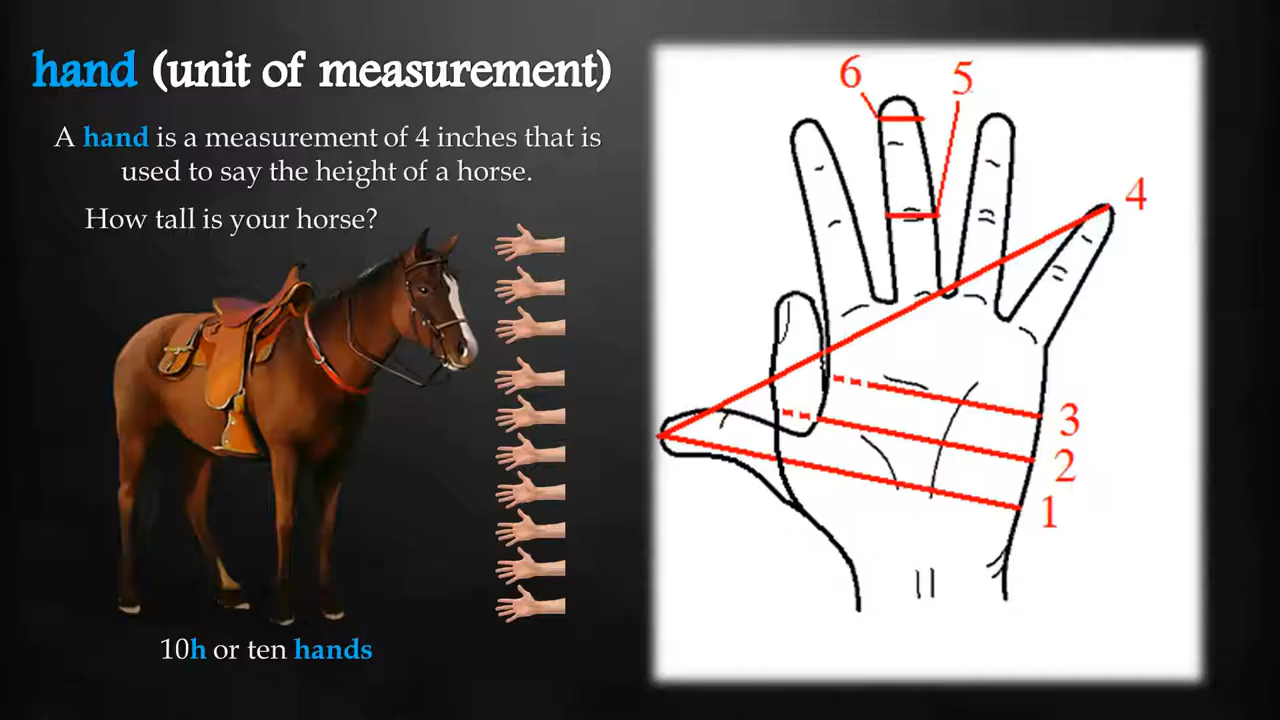 hand (unit of measurement)
A hand is a measurement of 4 inches that is
used to say the height of a horse.
How tall is your horse?
10h or ten hands
6
5
4
3
2
1